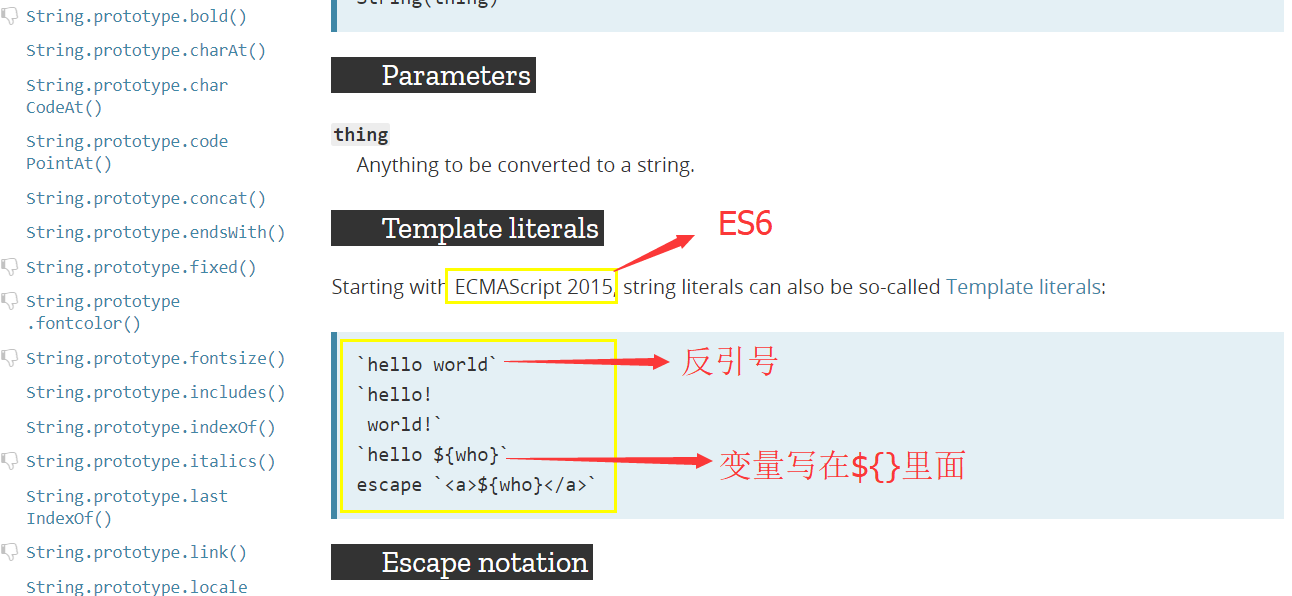 String.prototype.bold()
String.prototype.charAt()
String.prototype.char
CodeAt()
String.prototype.code
PointAt()
String.prototype.concat()
String.prototype.endsWith()
String.prototype.fixed()
String.prototype
.fontcolor()
String.prototype.fontsize()
String.prototype.includes()
String.prototype.indexOf()
String.prototype.italics()
String.prototype.last
IndexOf()
String.prototype.link()
String.prototype.locale
String(thing)
Parameters
thing
Anything to be converted to a string.
Template literals
ES6
Starting with ECMAScript 2015, string literals can also be so-called Template literals:
`hello world`
反引号
`hello!
world!`
`hello ${who}`
变量写在${}里面
escape `<a>${who}</a>`
Escape notation